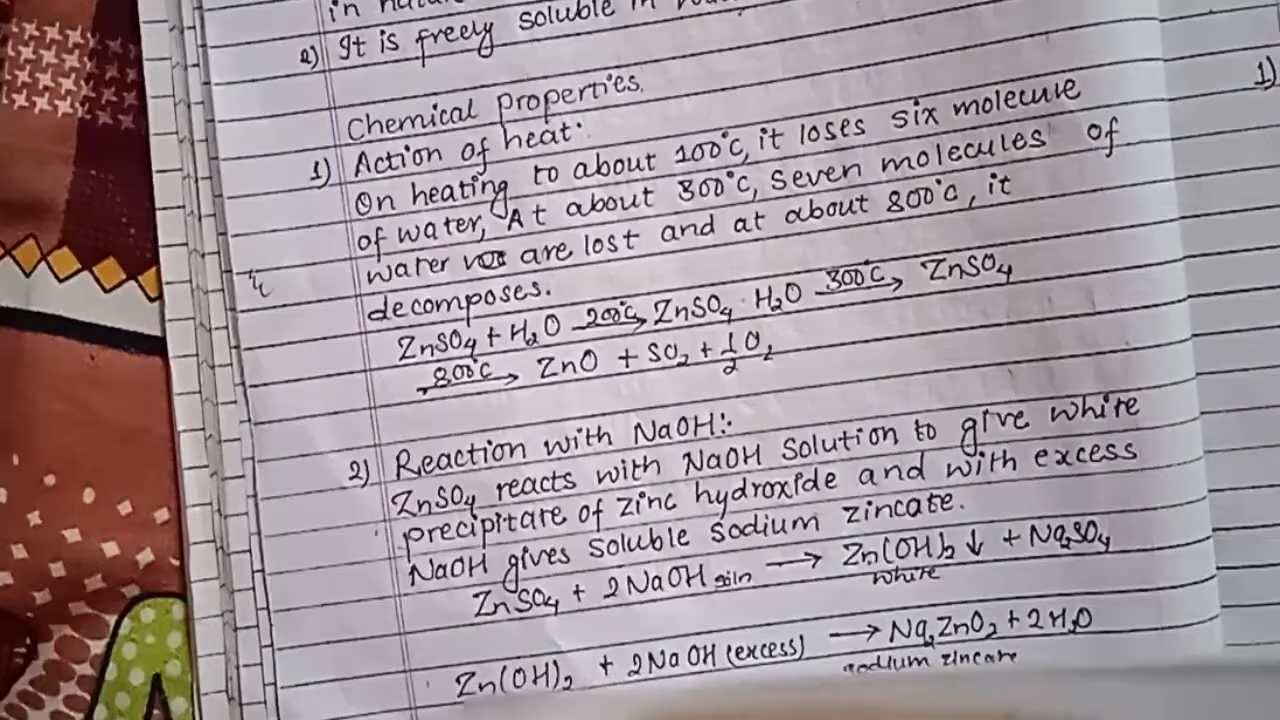 in
2) It is freely soluble in
Chemical properties.
1) Action of heat:
On heating to about 100°C, it loses six molecule
of water, At about 300°C, seven molecules of
water are lost and at about 800°C, it
decomposes.
ZnSO4 + H2O 200°C→ ZnSO4 · H2O 300°C→ ZnSO4
800°C→ ZnO + SO2 + 1/2 O2
2) Reaction with NaOH:-
ZnSO4 reacts with NaOH solution to give white
precipitate of zinc hydroxide and with excess
NaOH gives soluble sodium zincate.
ZnSO4 + 2NaOH soln → Zn(OH)2 ↓ + Na2SO4
white
Zn(OH)2 + 2NaOH (excess) → Na2ZnO2 + 2H2O
sodium zincate
1)